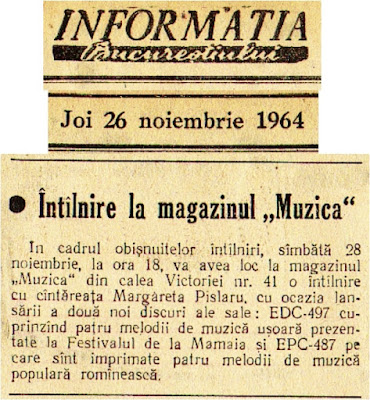 INFORMAȚIA
Bucureștiului
Joi 26 noiembrie 1964
● Întîlnire la magazinul „Muzica“
In cadrul obișnuitelor întîlniri, sîmbătă 28
noiembrie, la ora 18, va avea loc la magazinul
„Muzica“ din calea Victoriei nr. 41 o întîlnire
cu cîntăreața Margareta Pîslaru, cu ocazia lan-
sării a două noi discuri ale sale : EDC-497 cu-
prinzînd patru melodii de muzică ușoară prezen-
tate la Festivalul de la Mamaia și EPC-487 pe
care sînt imprimate patru melodii de muzică
populară romînească.